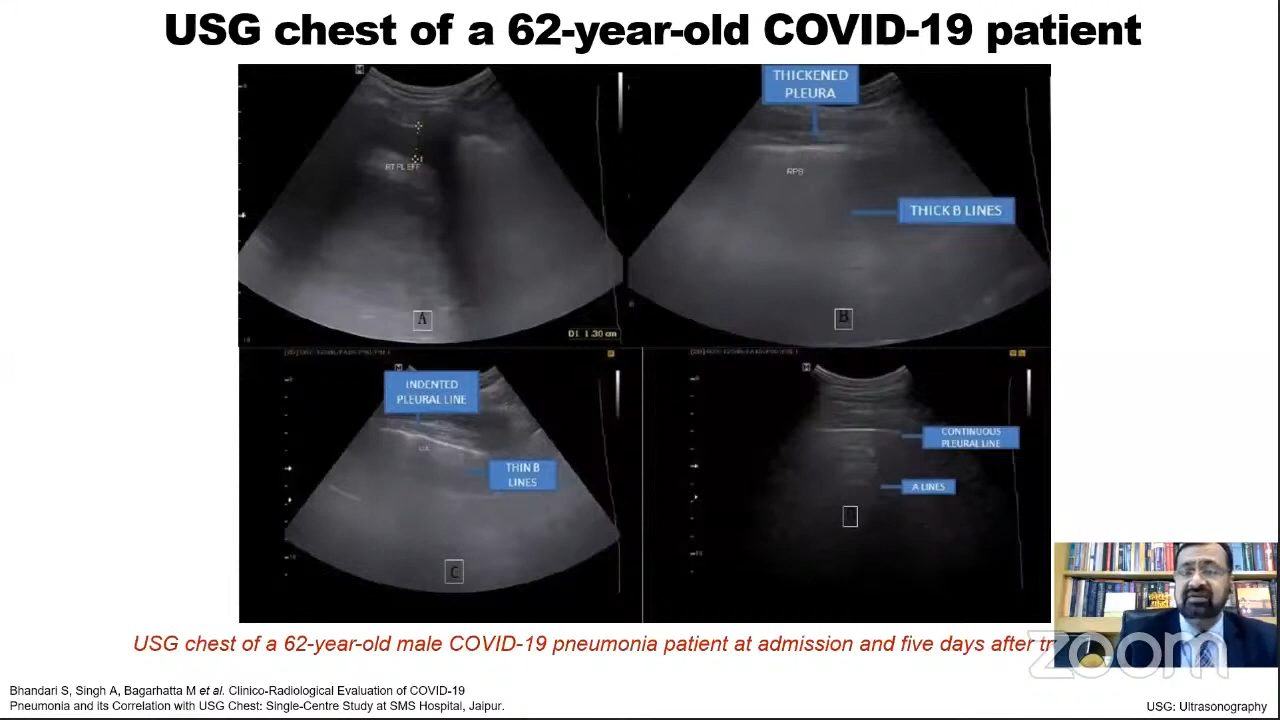 USG chest of a 62-year-old COVID-19 patient
M
RT PL EFF
A
D1 1.30 cm
THICKENED
PLEURA
RPS
THICK B LINES
B
M
INDENTED
PLEURAL LINE
THIN B
LINES
C
M
CONTINUOUS
PLEURAL LINE
A LINES
USG chest of a 62-year-old male COVID-19 pneumonia patient at admission and five days after tr
zoom
Bhandari S, Singh A, Bagarhatta M et al. Clinico-Radiological Evaluation of COVID-19
Pneumonia and its Correlation with USG Chest: Single-Centre Study at SMS Hospital, Jaipur.
USG: Ultrasonography